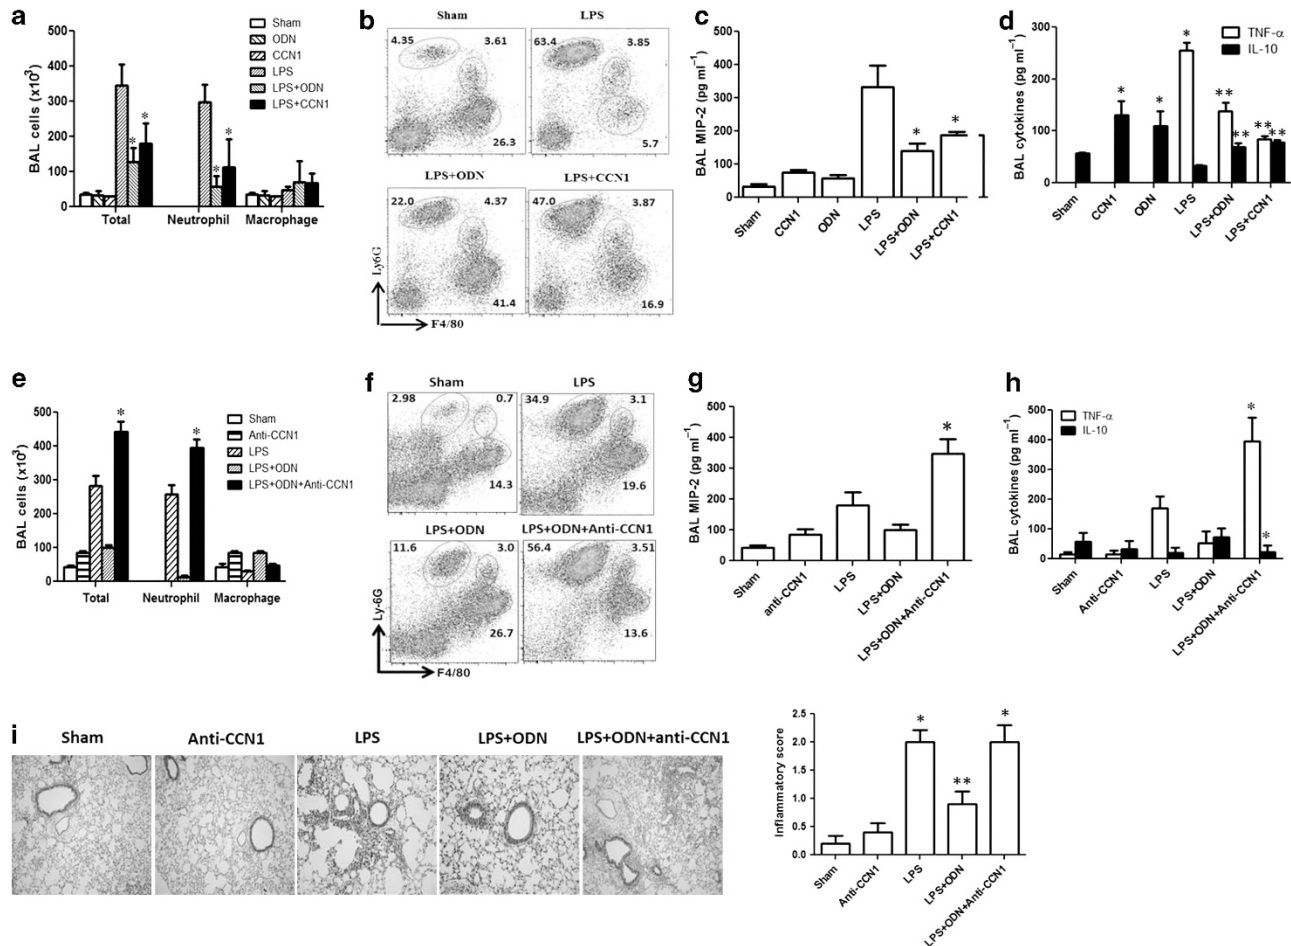 a
BAL cells (x10³)
500
400
300
200
100
0
Sham
ODN
CCN1
LPS
LPS+ODN
LPS+CCN1
*
*
*
*
Total
Neutrophil
Macrophage
b
Sham
LPS
4.35
3.61
26.3
63.4
3.85
5.7
LPS+ODN
LPS+CCN1
22.0
4.37
41.4
47.0
3.87
16.9
Ly6G
F4/80
c
BAL MIP-2 (pg ml⁻¹)
500
400
300
200
100
0
*
*
Sham
CCN1
ODN
LPS
LPS+ODN
LPS+CCN1
d
BAL cytokines (pg ml⁻¹)
300
200
100
0
TNF-α
IL-10
*
*
*
**
**
**
**
Sham
CCN1
ODN
LPS
LPS+ODN
LPS+CCN1
e
BAL cells (x10³)
500
400
300
200
100
0
Sham
Anti-CCN1
LPS
LPS+ODN
LPS+ODN+Anti-CCN1
*
*
Total
Neutrophil
Macrophage
f
Sham
LPS
2.98
0.7
14.3
34.9
3.1
19.6
LPS+ODN
LPS+ODN+Anti-CCN1
11.6
3.0
26.7
56.4
3.51
13.6
Ly-6G
F4/80
g
BAL MIP-2 (pg ml⁻¹)
500
400
300
200
100
0
*
Sham
anti-CCN1
LPS
LPS+ODN
LPS+ODN+Anti-CCN1
h
BAL cytokines (pg ml⁻¹)
500
400
300
200
100
0
TNF-α
IL-10
*
*
Sham
Anti-CCN1
LPS
LPS+ODN
LPS+ODN+Anti-CCN1
i
Sham
Anti-CCN1
LPS
LPS+ODN
LPS+ODN+anti-CCN1
Inflammatory score
2.5
2.0
1.5
1.0
0.5
0.0
*
**
*
Sham
Anti-CCN1
LPS
LPS+ODN
LPS+ODN+Anti-CCN1